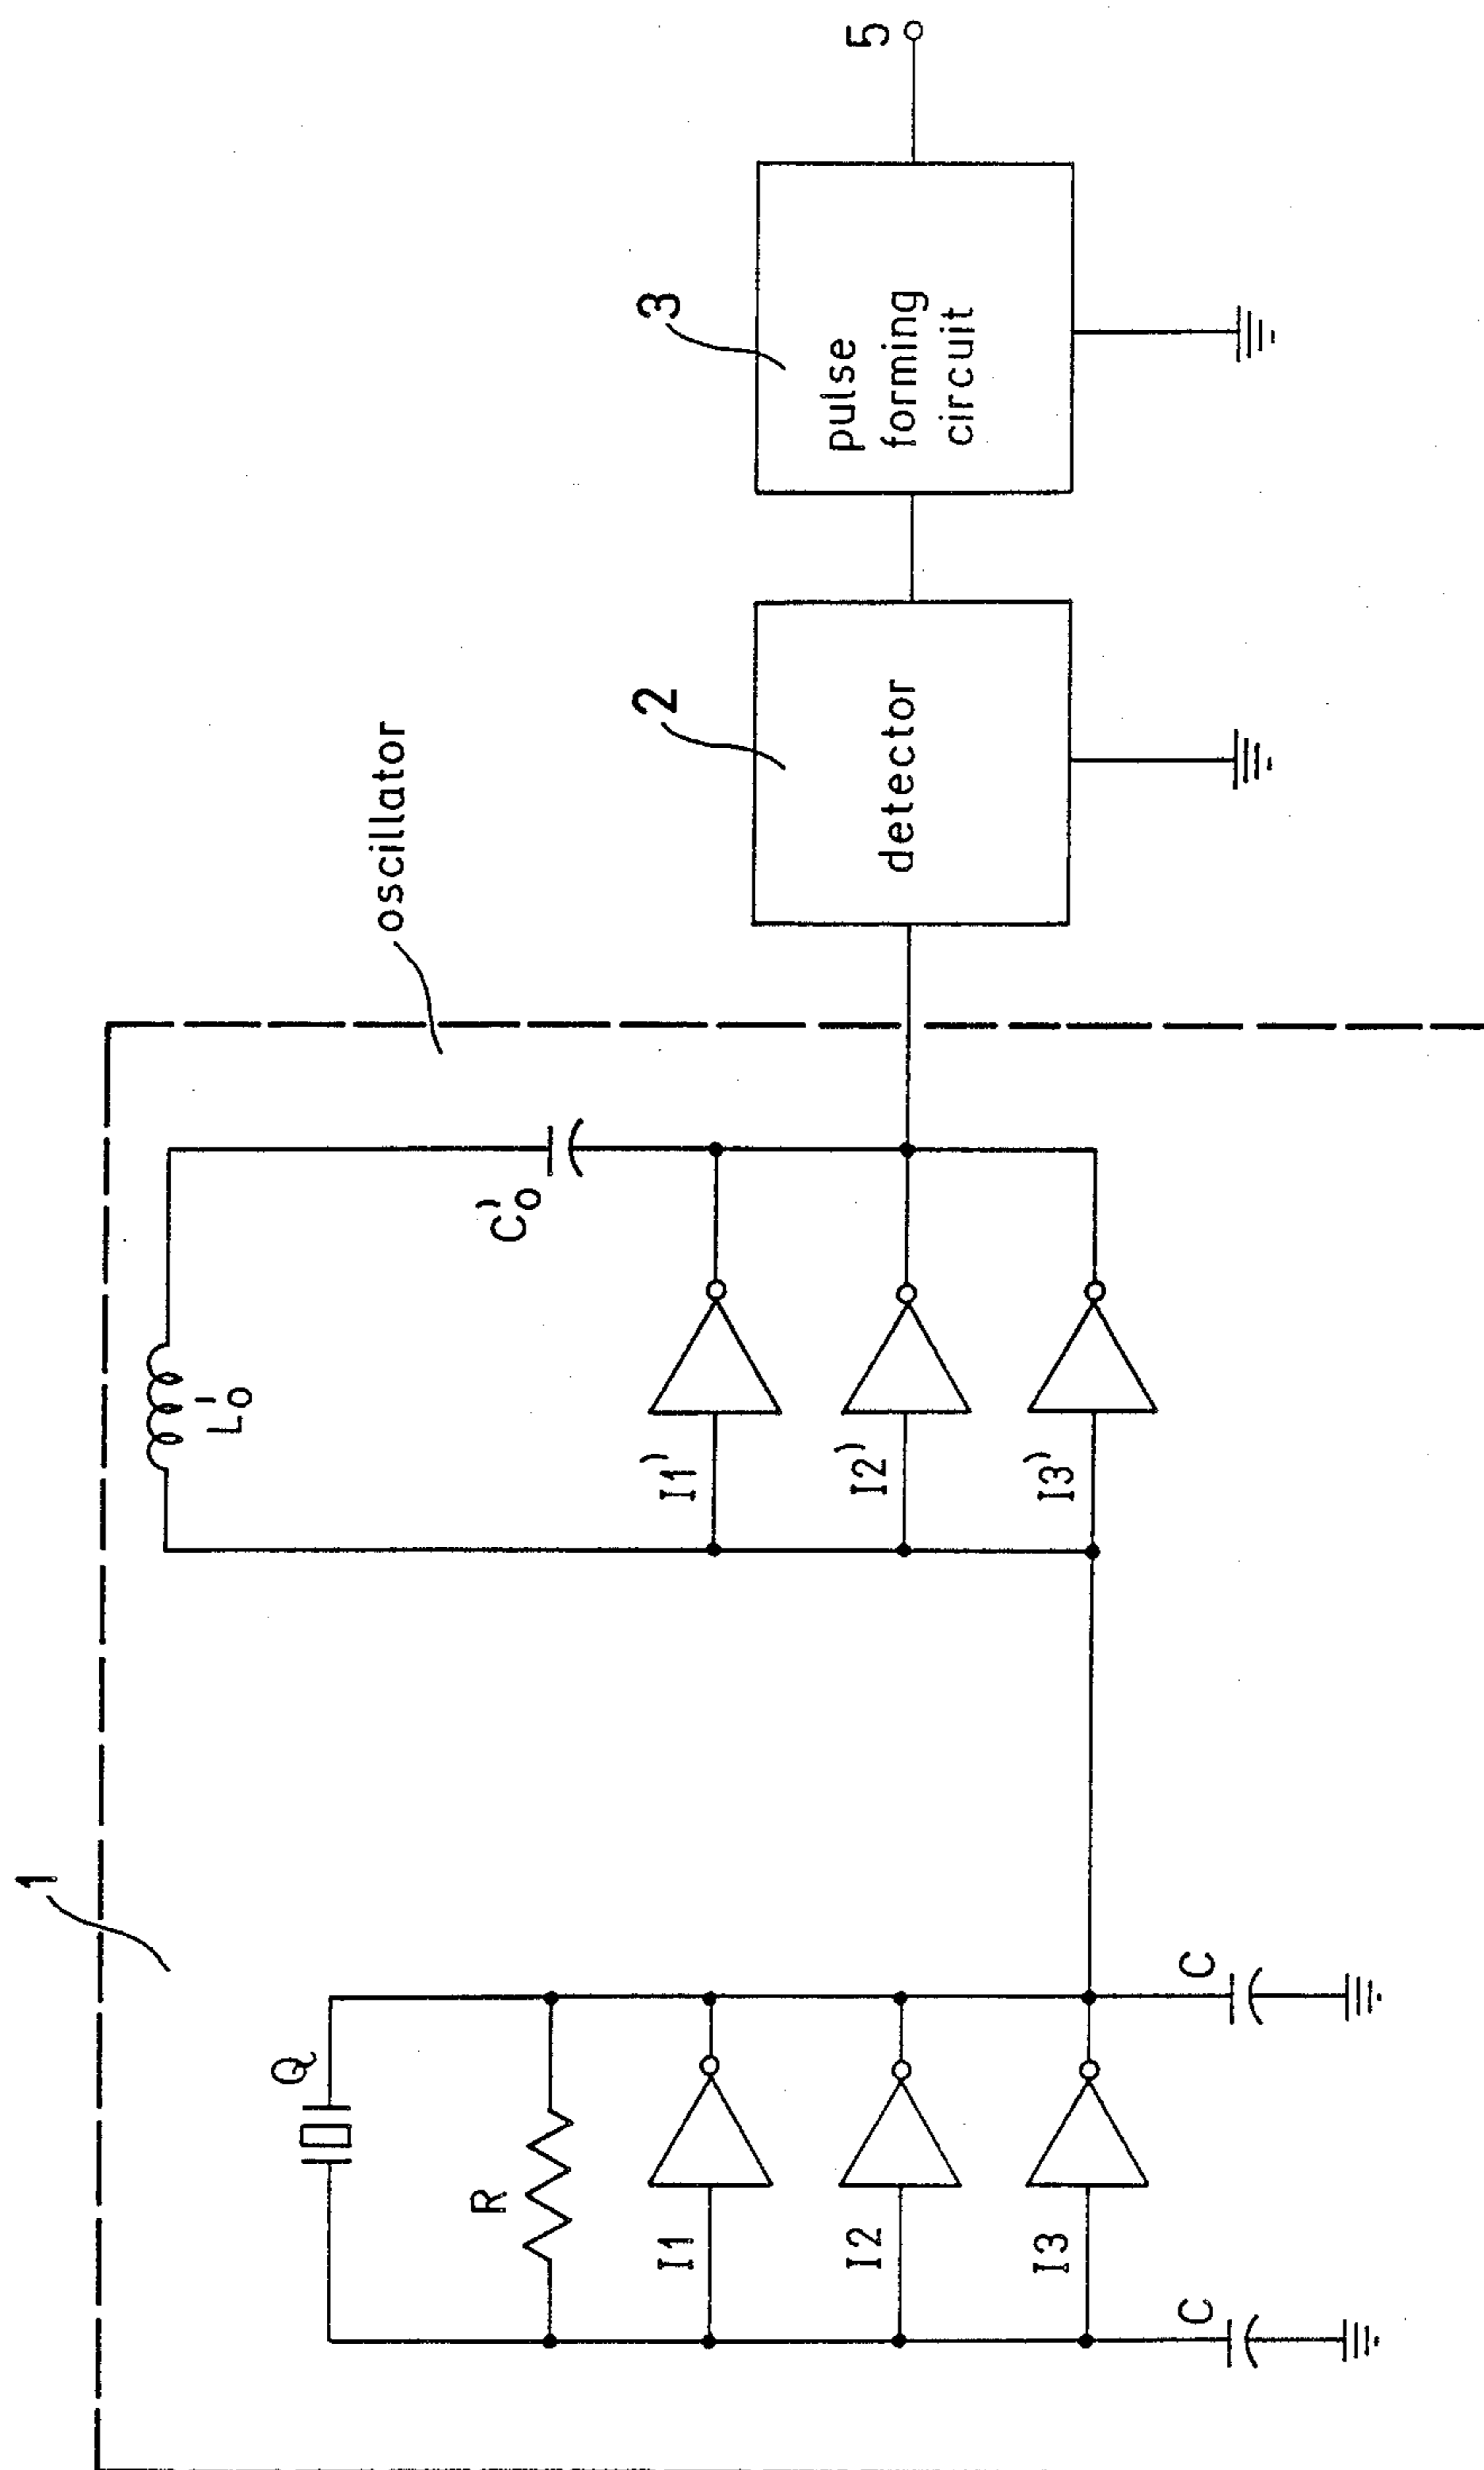 1
oscillator
Q
R
I1
I2
I3
C
C
L'o
C'o
I1'
I2'
I3'
2
detector
3
pulse
forming
circuit
5